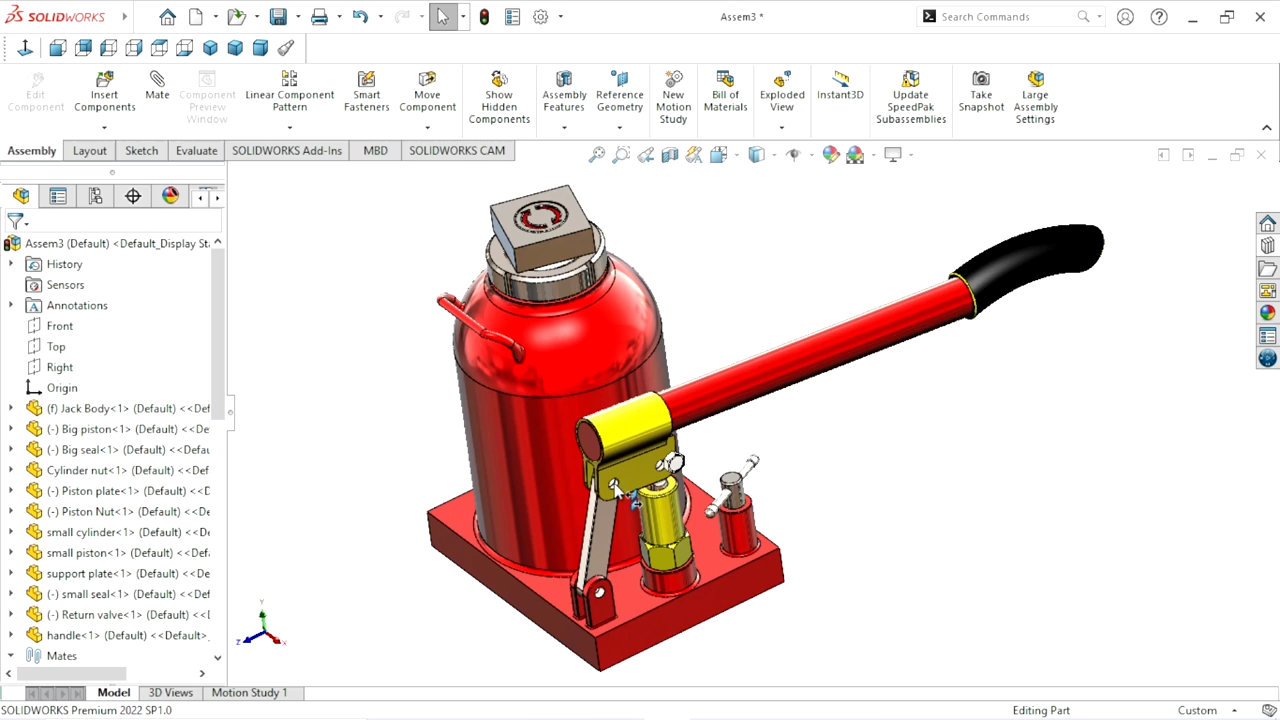 SOLIDWORKS
Assem3 *
Search Commands
Edit
Component
Insert
Components
Mate
Component
Preview
Window
Linear Component
Pattern
Smart
Fasteners
Move
Component
Show
Hidden
Components
Assembly
Features
Reference
Geometry
New
Motion
Study
Bill of
Materials
Exploded
View
Instant3D
Update
SpeedPak
Subassemblies
Take
Snapshot
Large
Assembly
Settings
Assembly
Layout
Sketch
Evaluate
SOLIDWORKS Add-Ins
MBD
SOLIDWORKS CAM
Assem3 (Default) <Default_Display St
History
Sensors
Annotations
Front
Top
Right
Origin
(f) Jack Body<1> (Default) <<Def
(-) Big piston<1> (Default) <<De
(-) Big seal<1> (Default) <<Defau
Cylinder nut<1> (Default) <<Def
(-) Piston plate<1> (Default) <<D
(-) Piston Nut<1> (Default) <<D
small cylinder<1> (Default) <<D
small piston<1> (Default) <<Def
support plate<1> (Default) <<D
(-) small seal<1> (Default) <<De
(-) Return valve<1> (Default) <<
handle<1> (Default) <<Default>
Mates
Y
Z
X
Model
3D Views
Motion Study 1
SOLIDWORKS Premium 2022 SP1.0
Editing Part
Custom